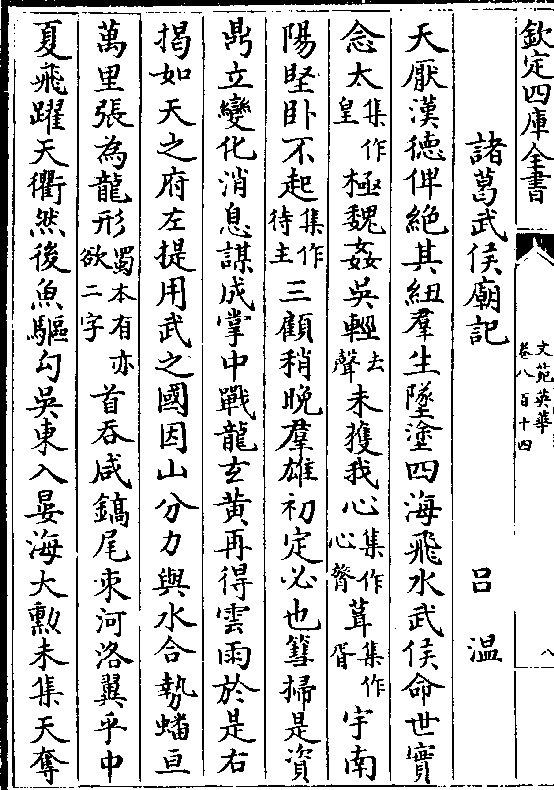 欽定四庫全書
文苑英華
卷八百十四
八
諸葛武侯廟記
呂溫
天厭漢德俾絶其紐羣生墜塗四海飛水武侯命世實
念太集作皇極魏姦吳輕去聲未獲我心集作心膂葺集作胥宇南
陽堅卧不起集作待主三顧稍晚羣雄初定必也篲掃是資
鼎立變化消息謀成掌中戰龍玄黄再得雲雨於是右
揭如天之府左提用武之國因山分力與水合勢蟠亘
萬里張為龍形蜀本有亦欲二字首吞咸鎬尾束河洛翼乎中
夏飛躍天衢然後魚驅勾吳東入晏海大勲未集天奪